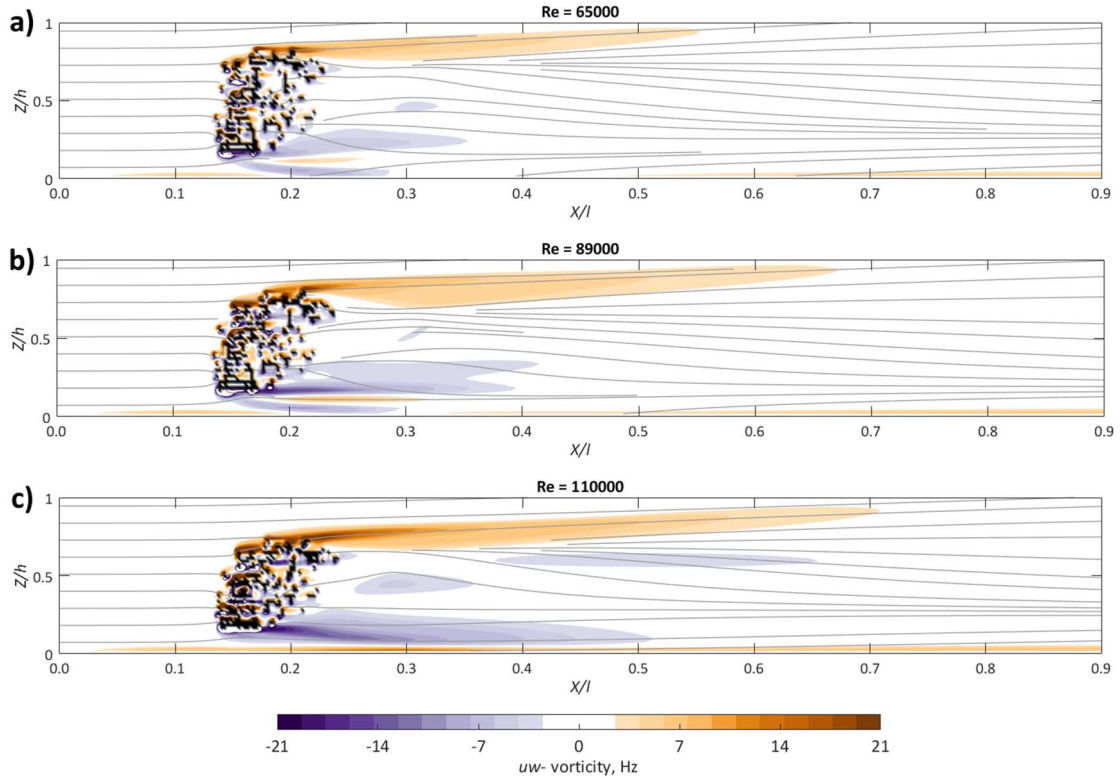 a)
Re = 65000
1
0.5
0
z/h
0.0 0.1 0.2 0.3 0.4 0.5 0.6 0.7 0.8 0.9
X/l
b)
Re = 89000
1
0.5
0
z/h
0.0 0.1 0.2 0.3 0.4 0.5 0.6 0.7 0.8 0.9
X/l
c)
Re = 110000
1
0.5
0
z/h
0.0 0.1 0.2 0.3 0.4 0.5 0.6 0.7 0.8 0.9
X/l
-21 -14 -7 0 7 14 21
uw- vorticity, Hz